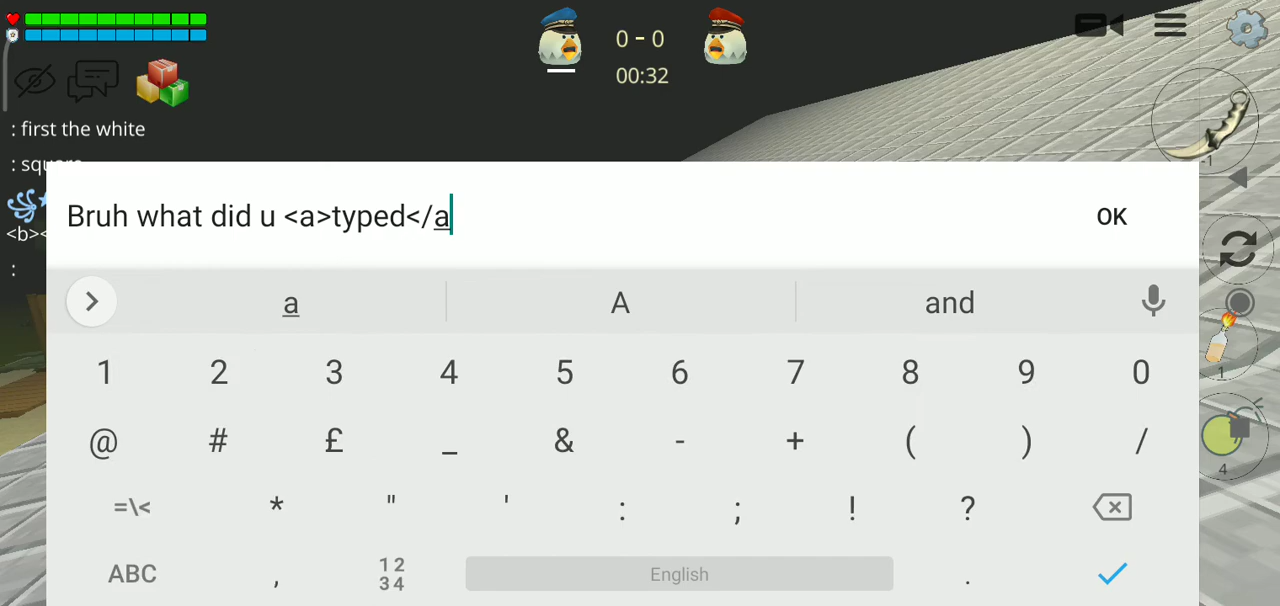 0 - 0
00:32
: first the white
: square
<b><
:
Bruh what did u <a>typed</a
OK
-1
a
A
and
1 2 3 4 5 6 7 8 9 0
1
@ # £ _ & - + ( ) /
4
=\< * " ' : ; ! ?
ABC , 1 2 3 4 English .